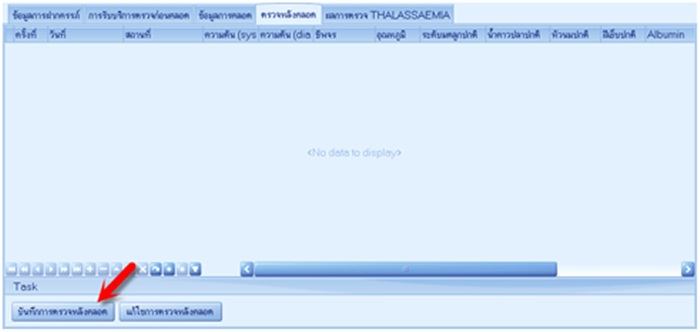 ข้อมูลการฝากครรภ์ การรับบริการตรวจก่อนคลอด ข้อมูลการคลอด ตรวจหลังคลอด ผลการตรวจ THALASSAEMIA
ครั้งที่ วันที่ สถานที่ ความดัน (sys ความดัน (dia ชีพจร อุณหภูมิ ระดับมดลูกปกติ น้ำคาวปลาปกติ หัวนมปกติ ฝีเย็บปกติ Albumin
<No data to display>
Task
บันทึกการตรวจหลังคลอด แก้ไขการตรวจหลังคลอด